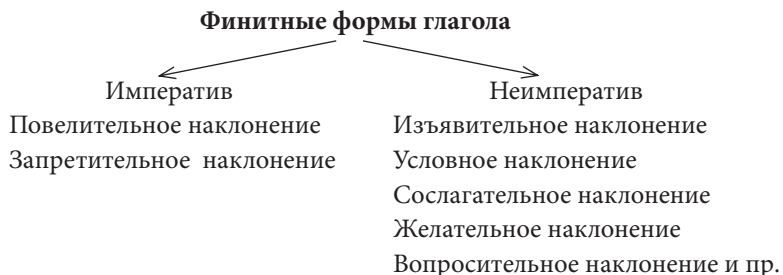 Финитные формы глагола
Императив
Повелительное наклонение
Запретительное наклонение
Неимператив
Изъявительное наклонение
Условное наклонение
Сослагательное наклонение
Желательное наклонение
Вопросительное наклонение и пр.